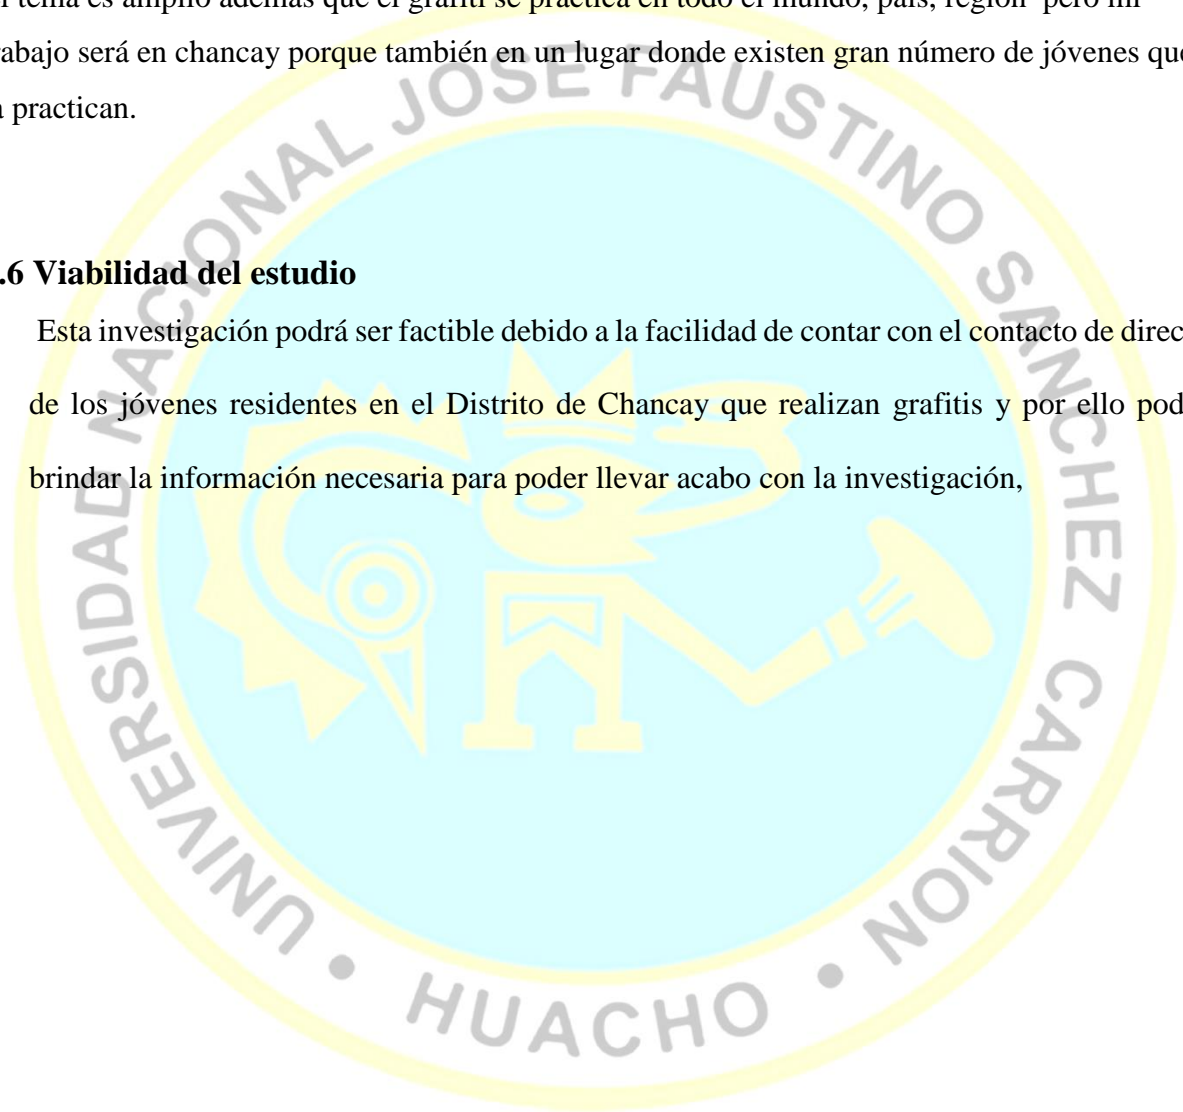 tema es amplio además que el grafiti se practica en todo el mundo, país, región pero mi
rabajo será en chancay porque también en un lugar donde existen gran número de jóvenes que
a practican.
.6 Viabilidad del estudio
Esta investigación podrá ser factible debido a la facilidad de contar con el contacto de direc
de los jóvenes residentes en el Distrito de Chancay que realizan grafitis y por ello pod
brindar la información necesaria para poder llevar acabo con la investigación,
UNIVERSIDAD NACIONAL JOSE FAUSTINO SANCHEZ CARRION • HUACHO •